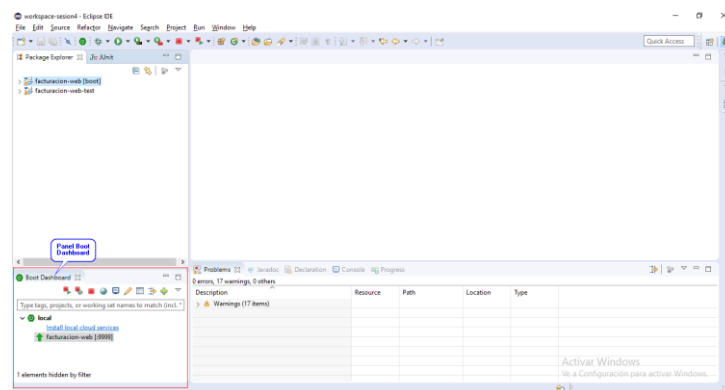 workspace-sesion4 - Eclipse IDE
File Edit Source Refactor Navigate Search Project Run Window Help
Quick Access
Package Explorer JUnit
facturacion-web [boot]
facturacion-web-test
Panel Boot
Dashboard
Boot Dashboard
Type tags, projects, or working set names to match (incl. *
local
Install local cloud services
facturacion-web [:9999]
1 elements hidden by filter
Problems Javadoc Declaration Console Progress
0 errors, 17 warnings, 0 others
Description Resource Path Location Type
Warnings (17 items)
Activar Windows
Ve a Configuración para activar Windows.